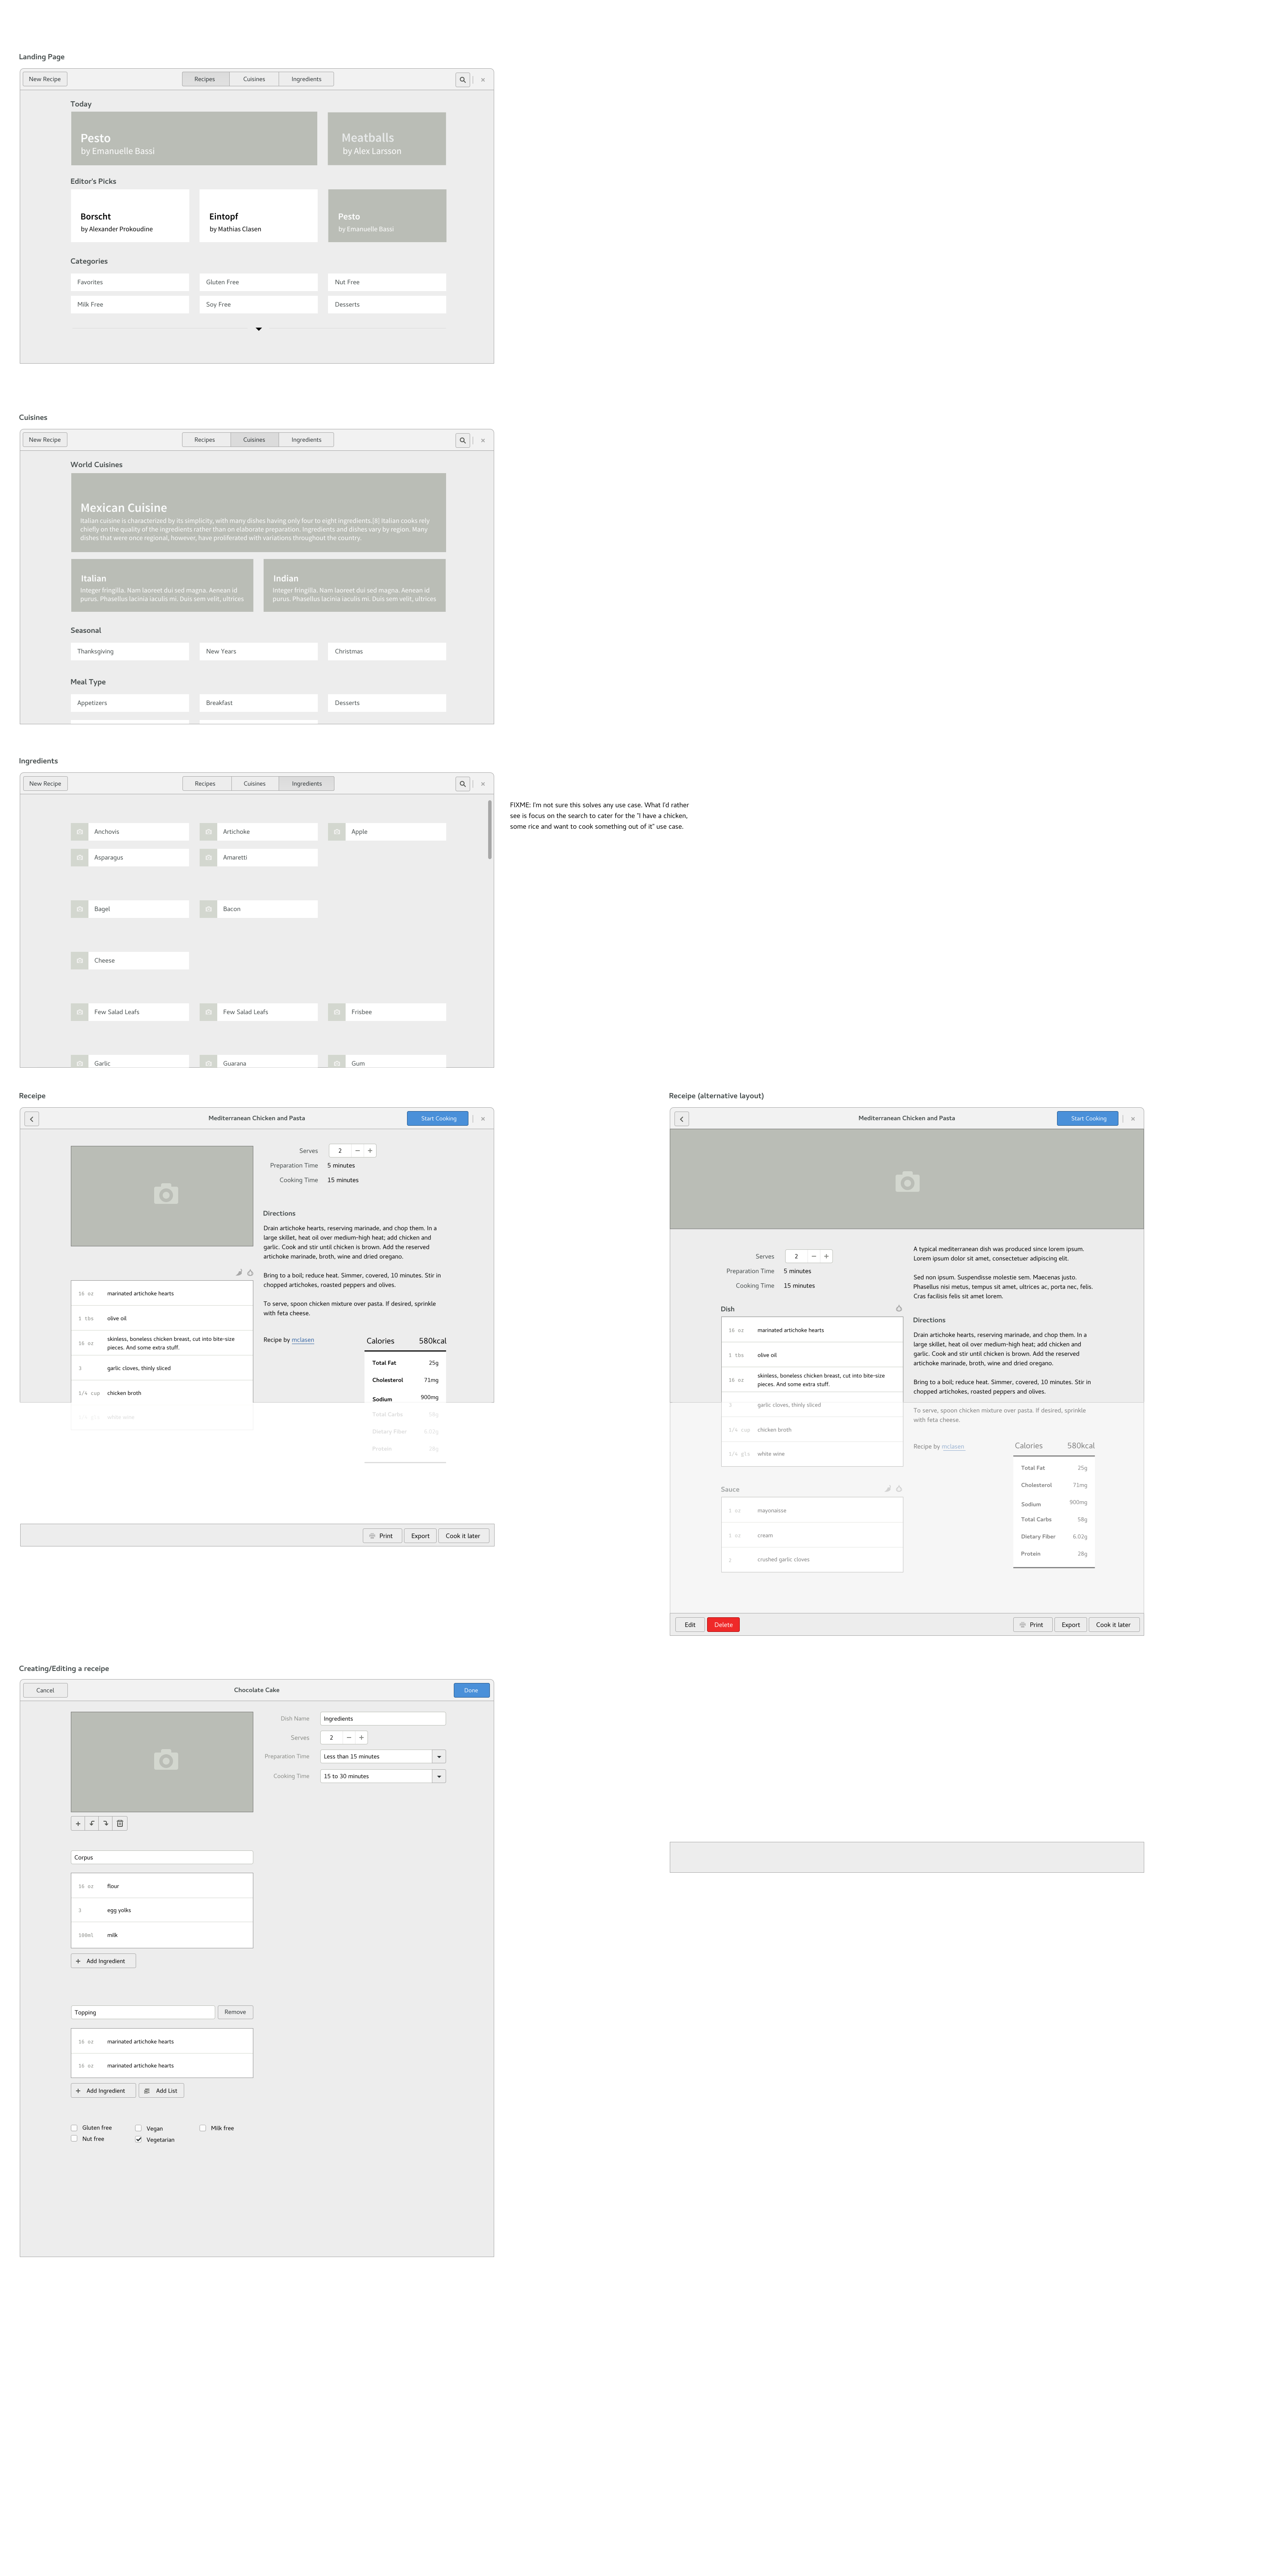 Landing Page
New Recipe
Recipes
Cuisines
Ingredients
Today
Pesto
by Emanuelle Bassi
Meatballs
by Alex Larsson
Editor's Picks
Borscht
by Alexander Prokoudine
Eintopf
by Mathias Clasen
Pesto
by Emanuelle Bassi
Categories
Favorites
Gluten Free
Nut Free
Milk Free
Soy Free
Desserts
Cuisines
New Recipe
Recipes
Cuisines
Ingredients
World Cuisines
Mexican Cuisine
Italian cuisine is characterized by its simplicity, with many dishes having only four to eight ingredients.[8] Italian cooks rely
chiefly on the quality of the ingredients rather than on elaborate preparation. Ingredients and dishes vary by region. Many
dishes that were once regional, however, have proliferated with variations throughout the country.
Italian
Integer fringilla. Nam laoreet dui sed magna. Aenean id
purus. Phasellus lacinia iaculis mi. Duis sem velit, ultrices
Indian
Integer fringilla. Nam laoreet dui sed magna. Aenean id
purus. Phasellus lacinia iaculis mi. Duis sem velit, ultrices
Seasonal
Thanksgiving
New Years
Christmas
Meal Type
Appetizers
Breakfast
Desserts
Ingredients
New Recipe
Recipes
Cuisines
Ingredients
Anchovis
Artichoke
Apple
Asparagus
Amaretti
Bagel
Bacon
Cheese
Few Salad Leafs
Few Salad Leafs
Frisbee
Garlic
Guarana
Gum
FIXME: I'm not sure this solves any use case. What I'd rather
see is focus on the search to cater for the "I have a chicken,
some rice and want to cook something out of it" use case.
Receipe
Mediterranean Chicken and Pasta
Start Cooking
Serves 2
Preparation Time 5 minutes
Cooking Time 15 minutes
Directions
Drain artichoke hearts, reserving marinade, and chop them. In a
large skillet, heat oil over medium-high heat; add chicken and
garlic. Cook and stir until chicken is brown. Add the reserved
artichoke marinade, broth, wine and dried oregano.
Bring to a boil; reduce heat. Simmer, covered, 10 minutes. Stir in
chopped artichokes, roasted peppers and olives.
To serve, spoon chicken mixture over pasta. If desired, sprinkle
with feta cheese.
16 oz marinated artichoke hearts
1 tbs olive oil
16 oz skinless, boneless chicken breast, cut into bite-size
pieces. And some extra stuff.
3 garlic cloves, thinly sliced
1/4 cup chicken broth
white wine
Recipe by mclasen
Calories 580kcal
Total Fat 25g
Cholesterol 71mg
Sodium 900mg
Total Carbs 58g
Dietary Fiber 6.02g
Protein 28g
Print
Export
Cook it later
Receipe (alternative layout)
Mediterranean Chicken and Pasta
Start Cooking
Serves 2
Preparation Time 5 minutes
Cooking Time 15 minutes
Dish
16 oz marinated artichoke hearts
1 tbs olive oil
16 oz skinless, boneless chicken breast, cut into bite-size
pieces. And some extra stuff.
3 garlic cloves, thinly sliced
1/4 cup chicken broth
1/4 gls white wine
Sauce
3 oz mayonaisse
5 oz cream
2 crushed garlic cloves
A typical mediterranean dish was produced since lorem ipsum.
Lorem ipsum dolor sit amet, consectetuer adipiscing elit.
Sed non ipsum. Suspendisse molestie sem. Maecenas justo.
Phasellus nisi metus, tempus sit amet, ultrices ac, porta nec, felis.
Cras facilisis felis sit amet lorem.
Directions
Drain artichoke hearts, reserving marinade, and chop them. In a
large skillet, heat oil over medium-high heat; add chicken and
garlic. Cook and stir until chicken is brown. Add the reserved
artichoke marinade, broth, wine and dried oregano.
Bring to a boil; reduce heat. Simmer, covered, 10 minutes. Stir in
chopped artichokes, roasted peppers and olives.
To serve, spoon chicken mixture over pasta. If desired, sprinkle
with feta cheese.
Recipe by mclasen
Calories 580kcal
Total Fat 25g
Cholesterol 71mg
Sodium 900mg
Total Carbs 58g
Dietary Fiber 6.02g
Protein 28g
Edit
Delete
Print
Export
Cook it later
Creating/Editing a receipe
Cancel
Chocolate Cake
Done
Dish Name Ingredients
Serves 2
Preparation Time Less than 15 minutes
Cooking Time 15 to 30 minutes
Corpus
16 oz flour
3 egg yolks
100ml milk
Add Ingredient
Topping
Remove
16 oz marinated artichoke hearts
16 oz marinated artichoke hearts
Add Ingredient
Add List
Gluten free
Vegan
Milk free
Nut free
Vegetarian